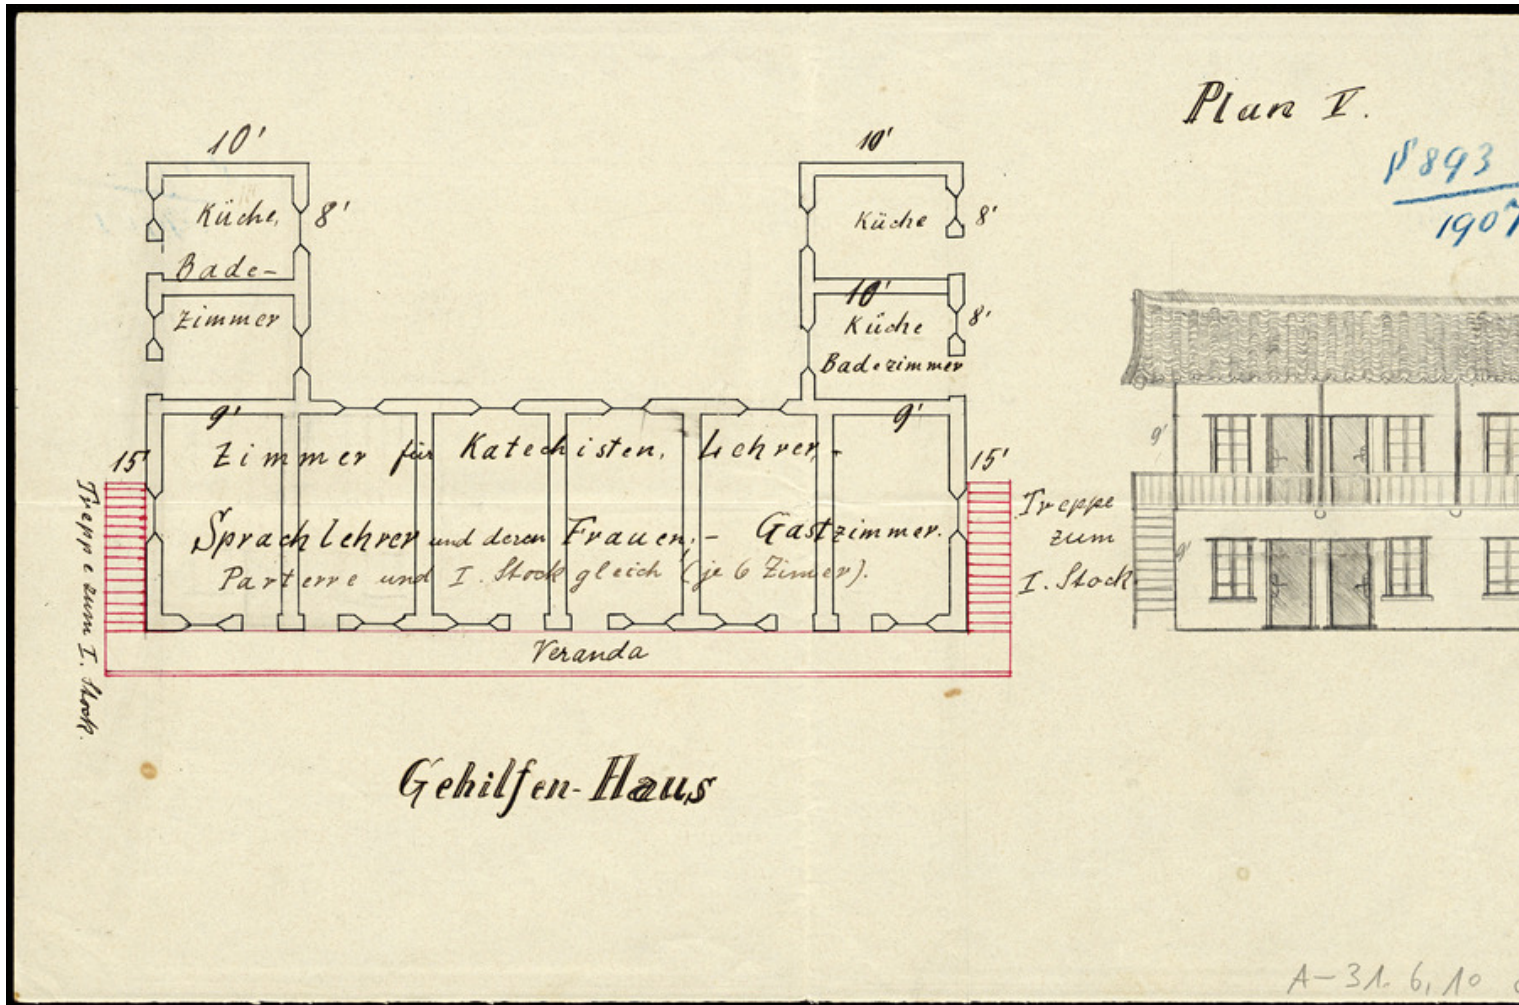 Plan V.
§ 893
1907
10'
10'
Küche,
8'
Bade-
zimmer
Küche
8'
10'
Küche
8'
Badezimmer
9'
9'
15'
15'
Zimmer für Katechisten, Lehrer,-
Sprachlehrer und deren Frauen,- Gastzimmer.
Parterre und I. Stock gleich (je 6 Zimer).
Veranda
Treppe zum I. Stock.
Treppe
zum
I. Stock
9'
9'
Gehilfen-Haus
A-31.6,10